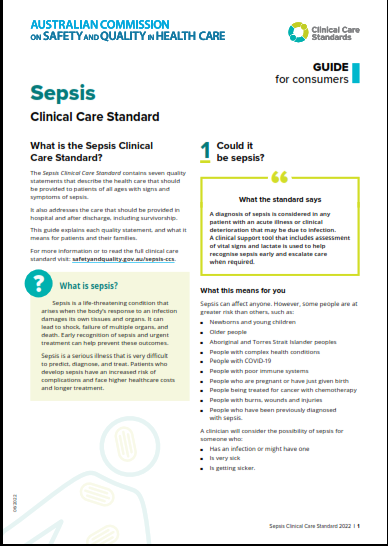 AUSTRALIAN COMMISSION
ON SAFETY AND QUALITY IN HEALTH CARE
Clinical Care
Standards
GUIDE
for consumers
Sepsis
Clinical Care Standard
What is the Sepsis Clinical
Care Standard?
The Sepsis Clinical Care Standard contains seven quality
statements that describe the health care that should
be provided to patients of all ages with signs and
symptoms of sepsis.
It also addresses the care that should be provided in
hospital and after discharge, including survivorship.
This guide explains each quality statement, and what it
means for patients and their families.
For more information or to read the full clinical care
standard visit: safetyandquality.gov.au/sepsis-ccs.
? What is sepsis?
Sepsis is a life-threatening condition that
arises when the body's response to an infection
damages its own tissues and organs. It can
lead to shock, failure of multiple organs, and
death. Early recognition of sepsis and urgent
treatment can help prevent these outcomes.
Sepsis is a serious illness that is very difficult
to predict, diagnose, and treat. Patients who
develop sepsis have an increased risk of
complications and face higher healthcare costs
and longer treatment.
1 Could it
be sepsis?
What the standard says
A diagnosis of sepsis is considered in any
patient with an acute illness or clinical
deterioration that may be due to infection.
A clinical support tool that includes assessment
of vital signs and lactate is used to help
recognise sepsis early and escalate care
when required.
What this means for you
Sepsis can affect anyone. However, some people are at
greater risk than others, such as:
• Newborns and young children
• Older people
• Aboriginal and Torres Strait Islander peoples
• People with complex health conditions
• People with COVID-19
• People with poor immune systems
• People who are pregnant or have just given birth
• People being treated for cancer with chemotherapy
• People with burns, wounds and injuries
• People who have been previously diagnosed
with sepsis.
A clinician will consider the possibility of sepsis for
someone who:
• Has an infection or might have one
• Is very sick
• Is getting sicker.
Sepsis Clinical Care Standard 2022 | 1